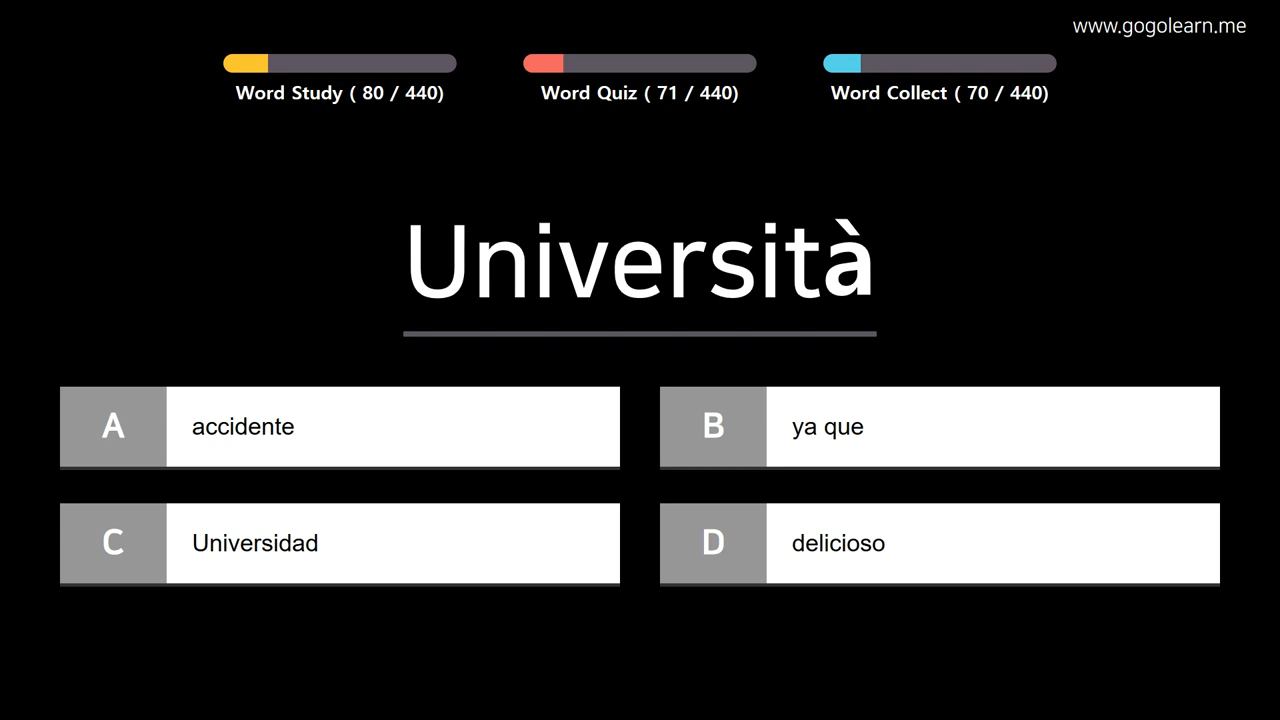 www.gogolearn.me
Word Study ( 80 / 440)
Word Quiz ( 71 / 440)
Word Collect ( 70 / 440)
Università
A accidente
B ya que
C Universidad
D delicioso